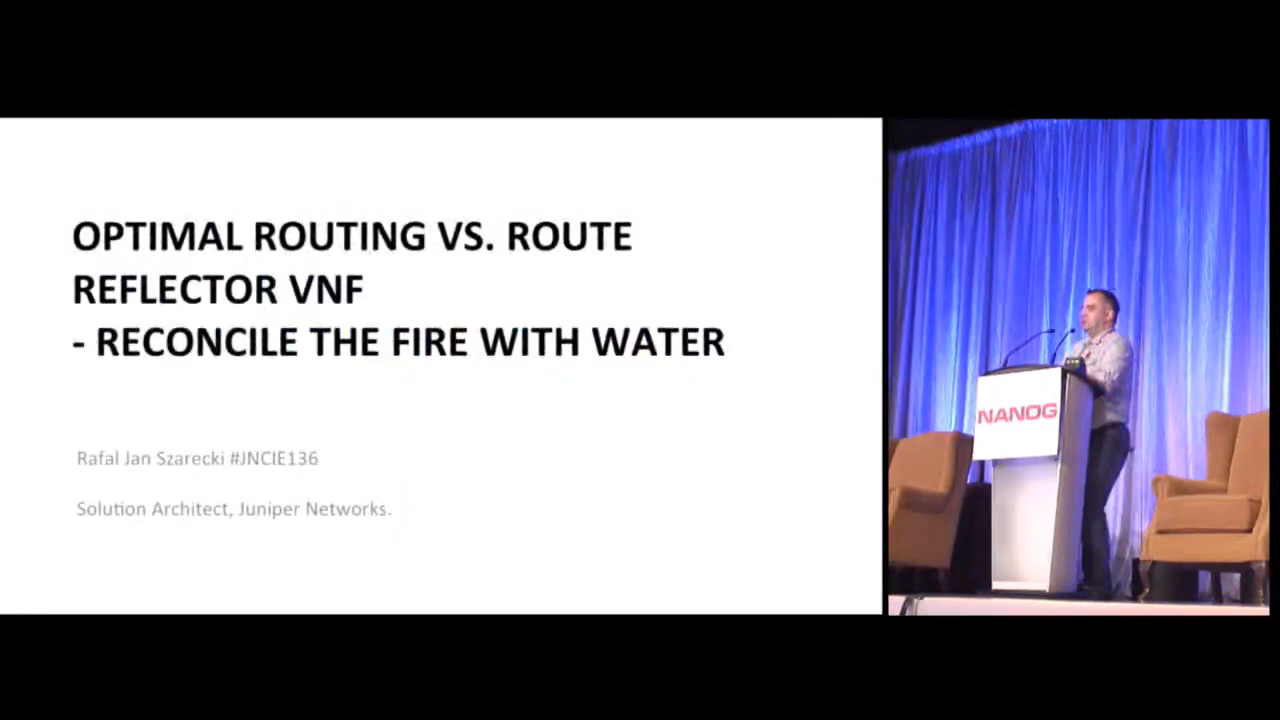 OPTIMAL ROUTING VS. ROUTE
REFLECTOR VNF
- RECONCILE THE FIRE WITH WATER
Rafal Jan Szarecki #JNCIE136
Solution Architect, Juniper Networks.
NANOG